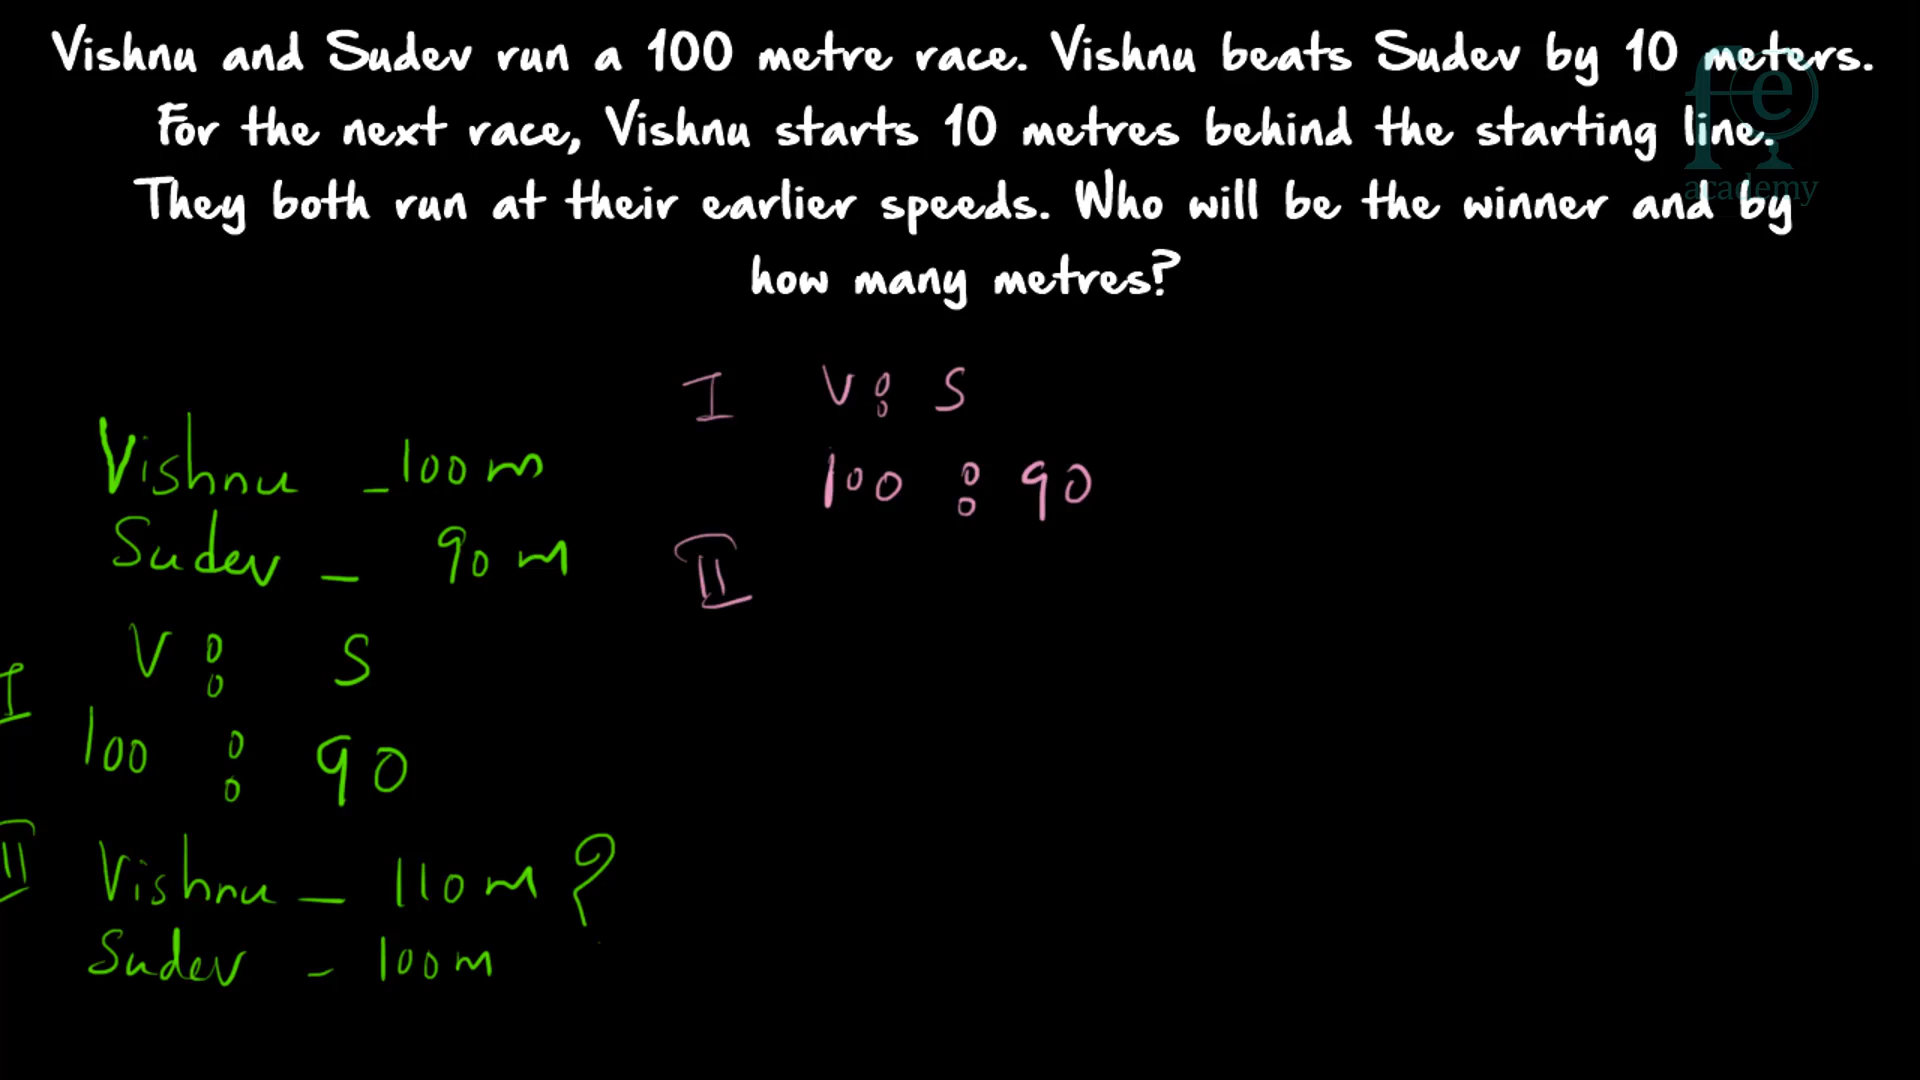 Vishnu and Sudev run a 100 metre race. Vishnu beats Sudev by 10 meters.
For the next race, Vishnu starts 10 metres behind the starting line.
They both run at their earlier speeds. Who will be the winner and by
how many metres?
fe
academy
Vishnu - 100 m
Sudev - 90 m
I V : S
100 : 90
II Vishnu - 110 m ?
Sudev - 100 m
I V : S
100 : 90
II